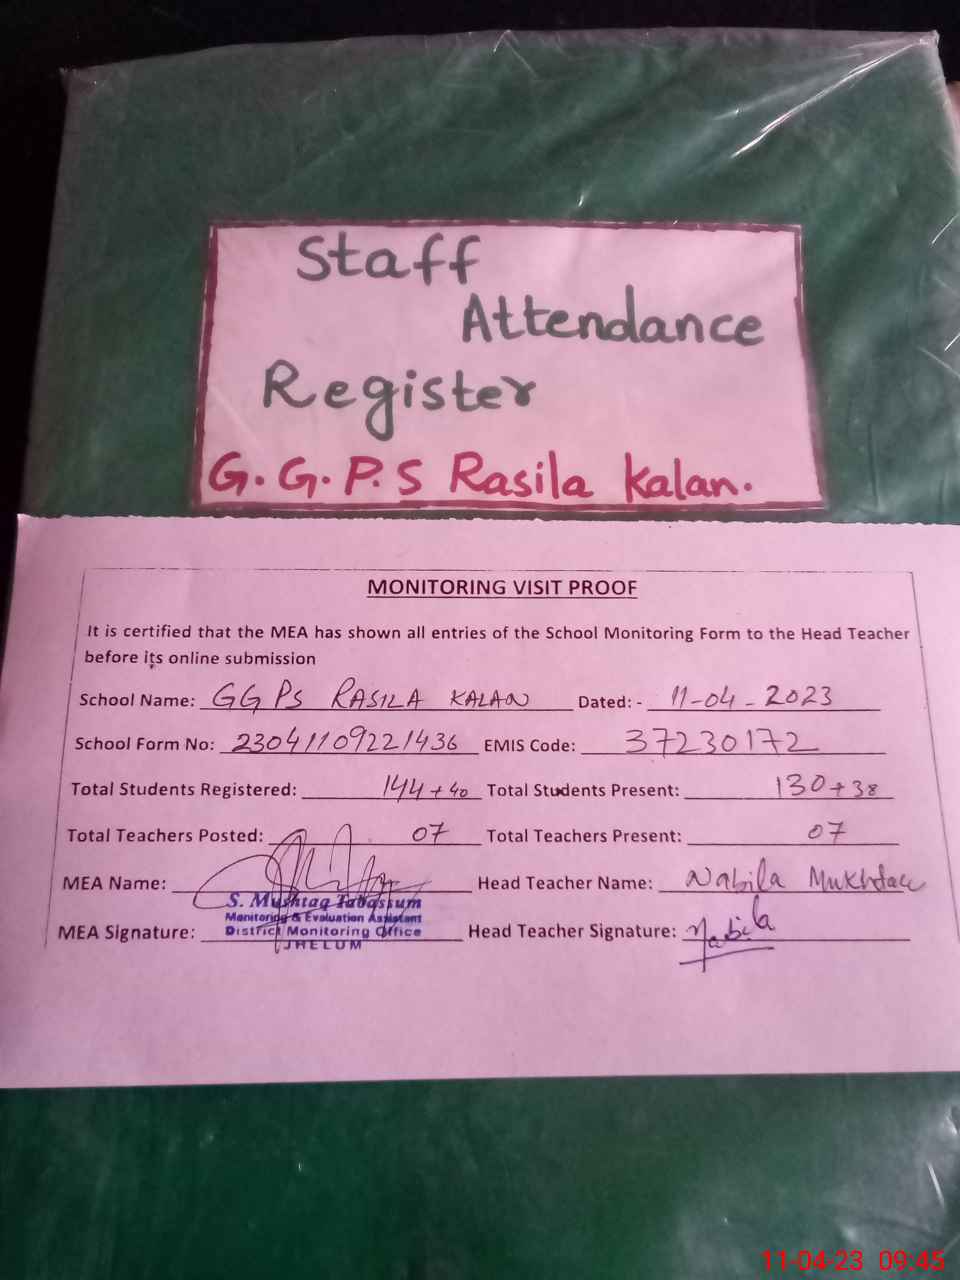 Staff
Attendance
Register
G.G.P.S Rasila Kalan.
MONITORING VISIT PROOF
It is certified that the MEA has shown all entries of the School Monitoring Form to the Head Teacher
before its online submission
School Name: GGPS RASILA KALAN Dated: - 11-04-2023
School Form No: 23041109221436 EMIS Code: 37230172
Total Students Registered: 144+40 Total Students Present: 130+38
Total Teachers Posted: 07 Total Teachers Present: 07
MEA Name: Head Teacher Name: Nabila Mukhtar
S. Mushtaq Tabassum
Monitoring & Evaluation Assistant
MEA Signature: District Monitoring Office Head Teacher Signature: Nabila
JHELUM
11-04-23 09:45